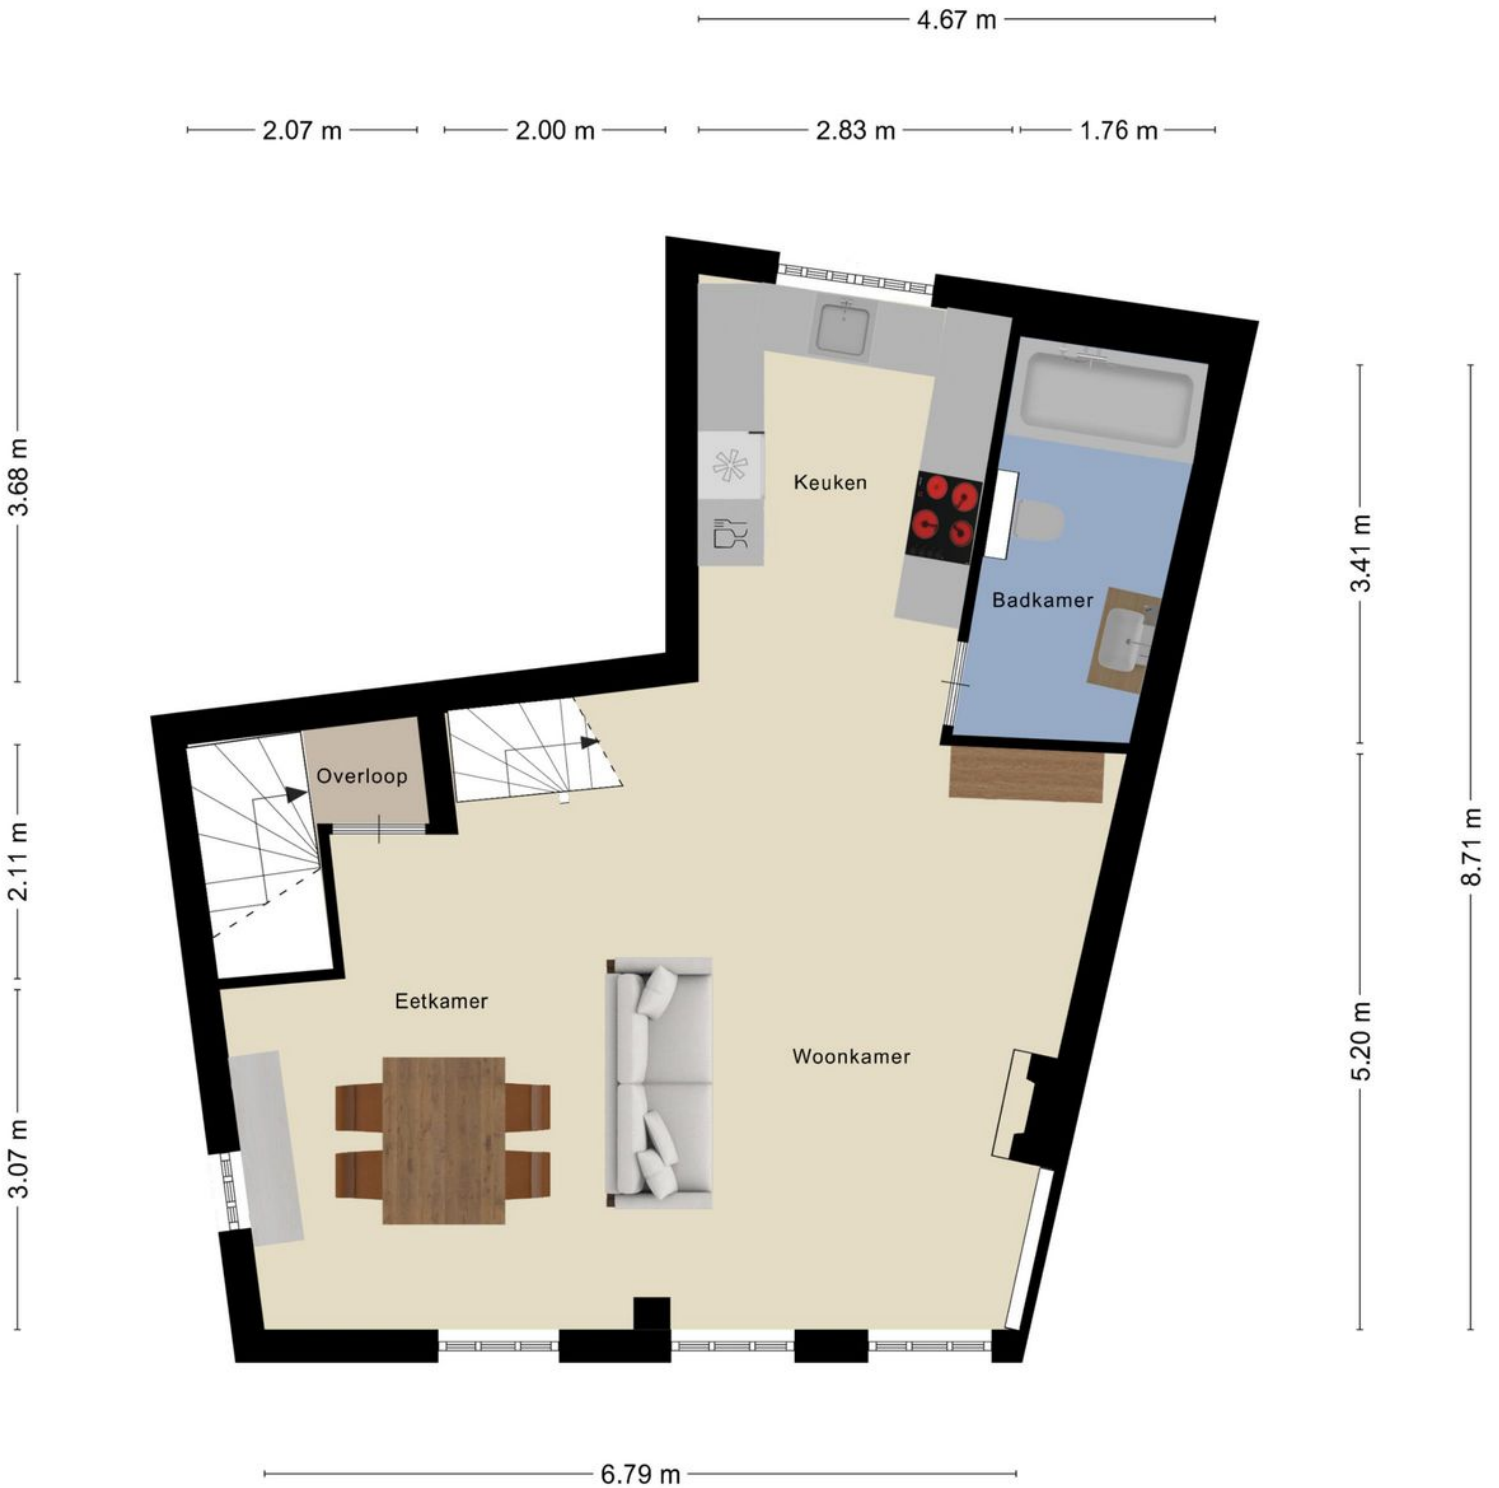 4.67 m
2.07 m
2.00 m
2.83 m
1.76 m
3.68 m
Keuken
3.41 m
Badkamer
Overloop
2.11 m
8.71 m
Eetkamer
5.20 m
Woonkamer
3.07 m
6.79 m